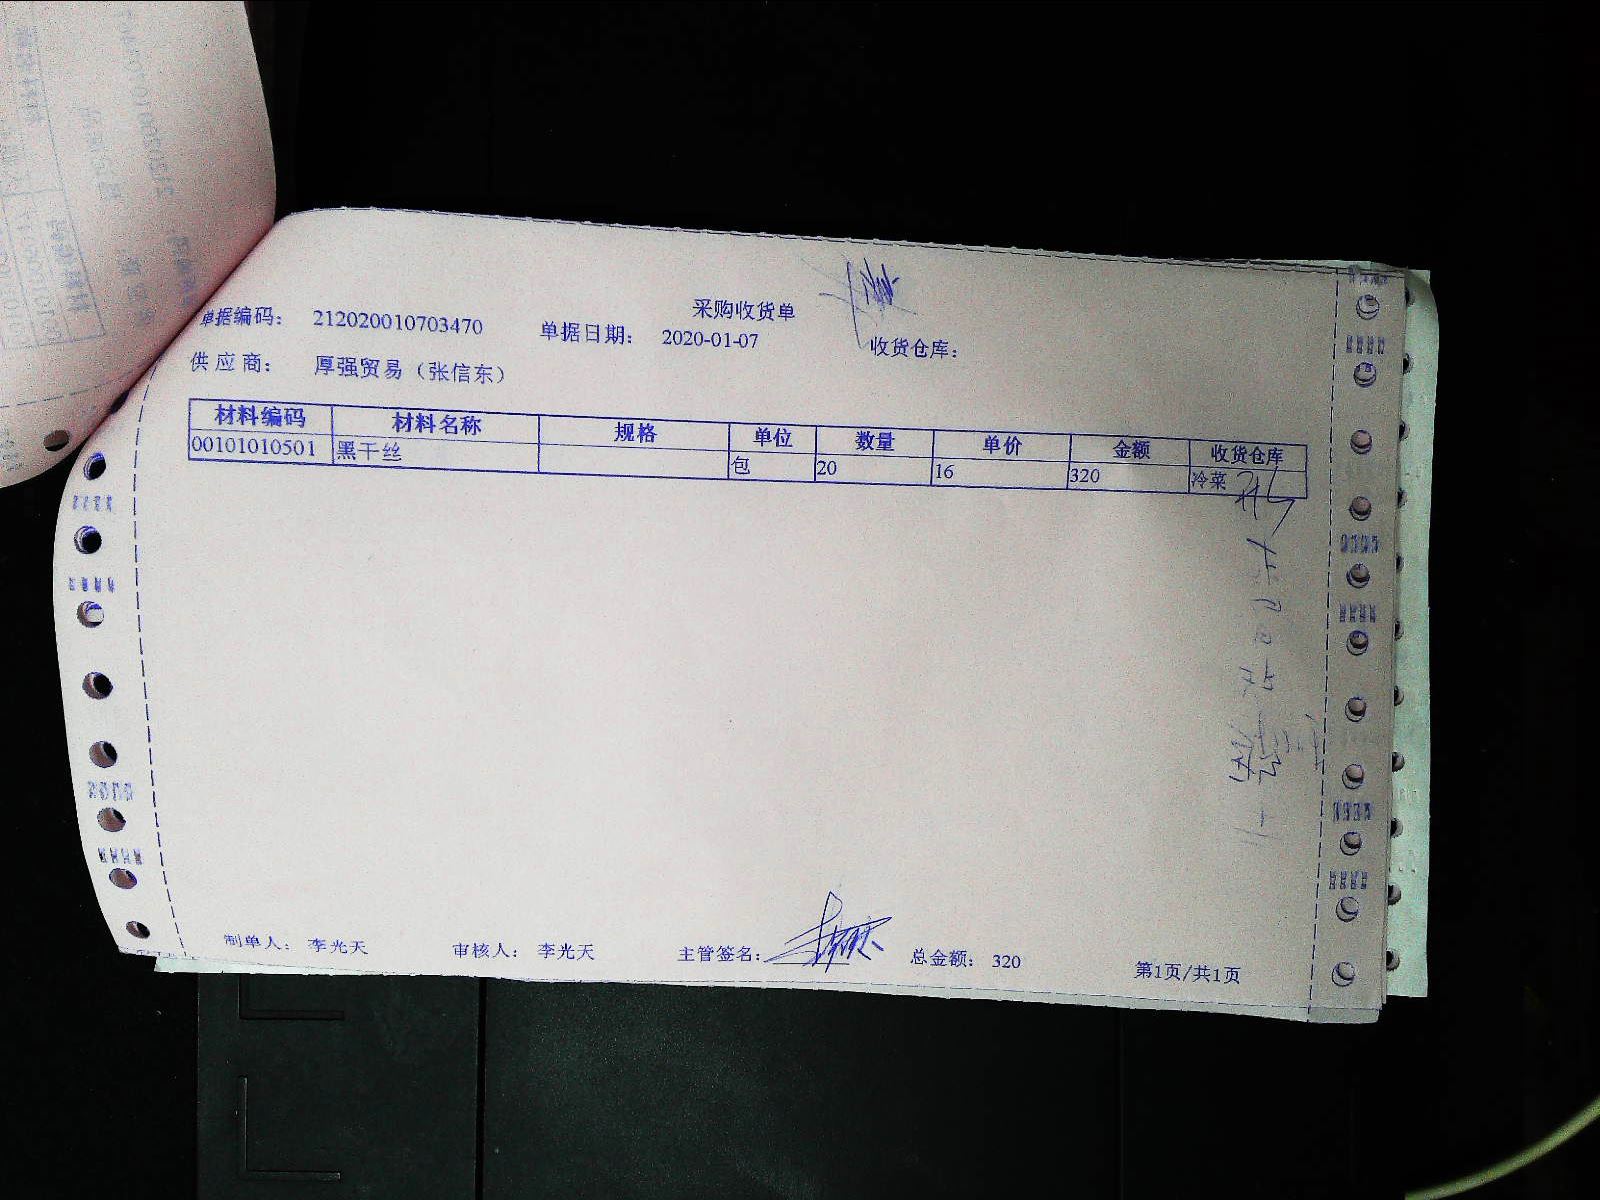 采购收货单
单据编码： 212020010703470 单据日期： 2020-01-07 收货仓库：
供应商： 厚强贸易（张信东）
材料编码 材料名称 规格 单位 数量 单价 金额 收货仓库
00101010501 黑干丝 包 20 16 320 冷菜
制单人： 李光天 审核人： 李光天 主管签名： 总金额： 320 第1页/共1页